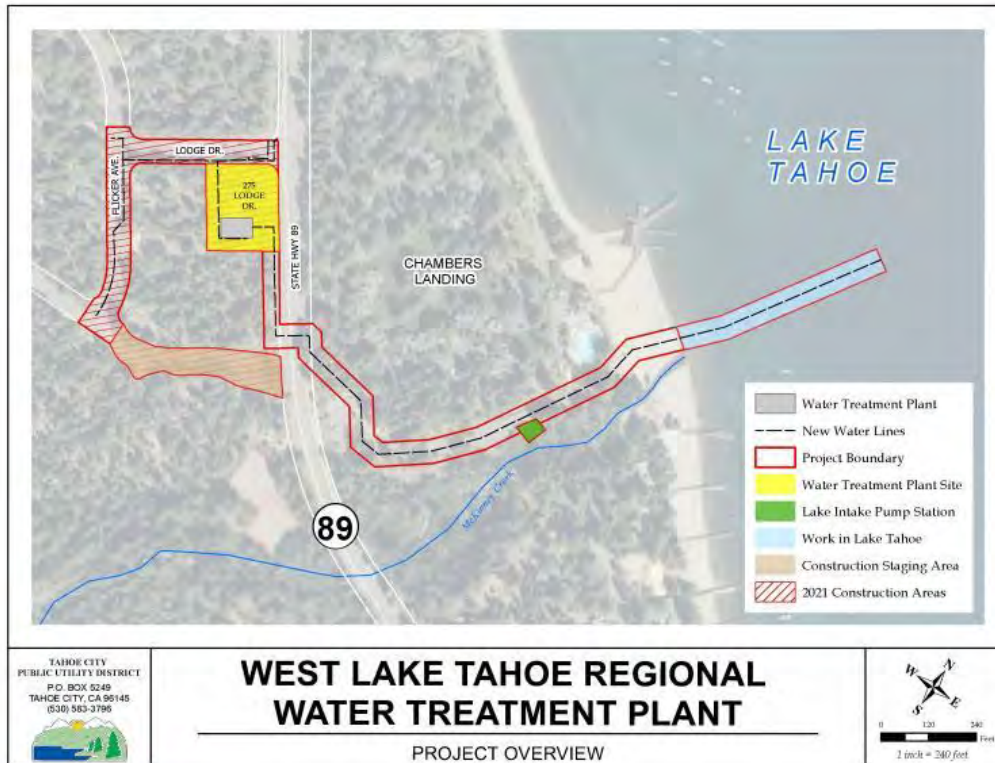 LAKE
TAHOE
LODGE DR.
FLICKER AVE.
275
LODGE
DR.
STATE HWY 89
CHAMBERS
LANDING
McKinney Creek
89
Water Treatment Plant
New Water Lines
Project Boundary
Water Treatment Plant Site
Lake Intake Pump Station
Work in Lake Tahoe
Construction Staging Area
2021 Construction Areas
TAHOE CITY
PUBLIC UTILITY DISTRICT
P.O. BOX 5249
TAHOE CITY, CA 96145
(530) 583-3796
WEST LAKE TAHOE REGIONAL
WATER TREATMENT PLANT
PROJECT OVERVIEW
N
W
E
S
0 120 240
Feet
1 inch = 240 feet